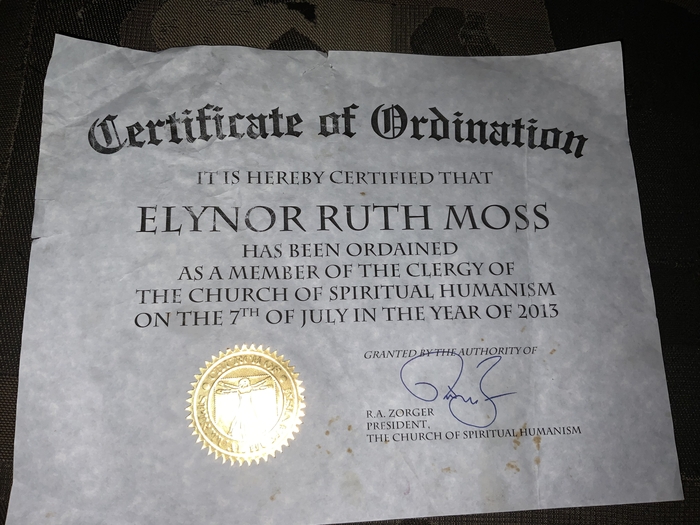 Certificate of Ordination
IT IS HEREBY CERTIFIED THAT
ELYNOR RUTH MOSS
HAS BEEN ORDAINED
AS A MEMBER OF THE CLERGY OF
THE CHURCH OF SPIRITUAL HUMANISM
ON THE 7TH OF JULY IN THE YEAR OF 2013
GRANTED BY THE AUTHORITY OF
R.A. ZORGER
PRESIDENT,
THE CHURCH OF SPIRITUAL HUMANISM